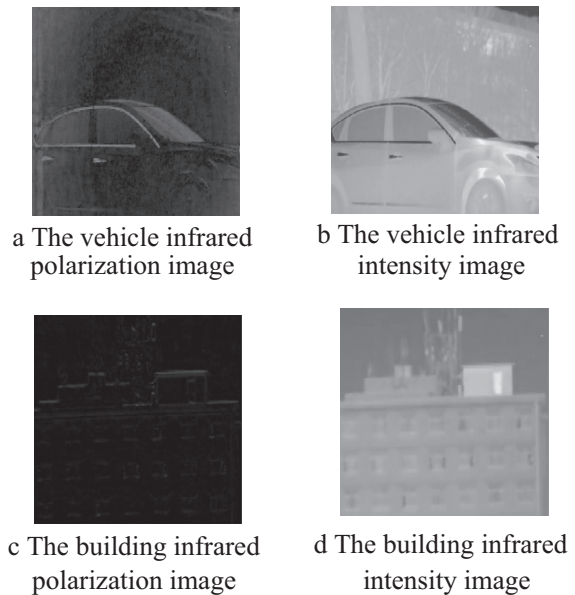 a The vehicle infrared
polarization image
b The vehicle infrared
intensity image
c The building infrared
polarization image
d The building infrared
intensity image